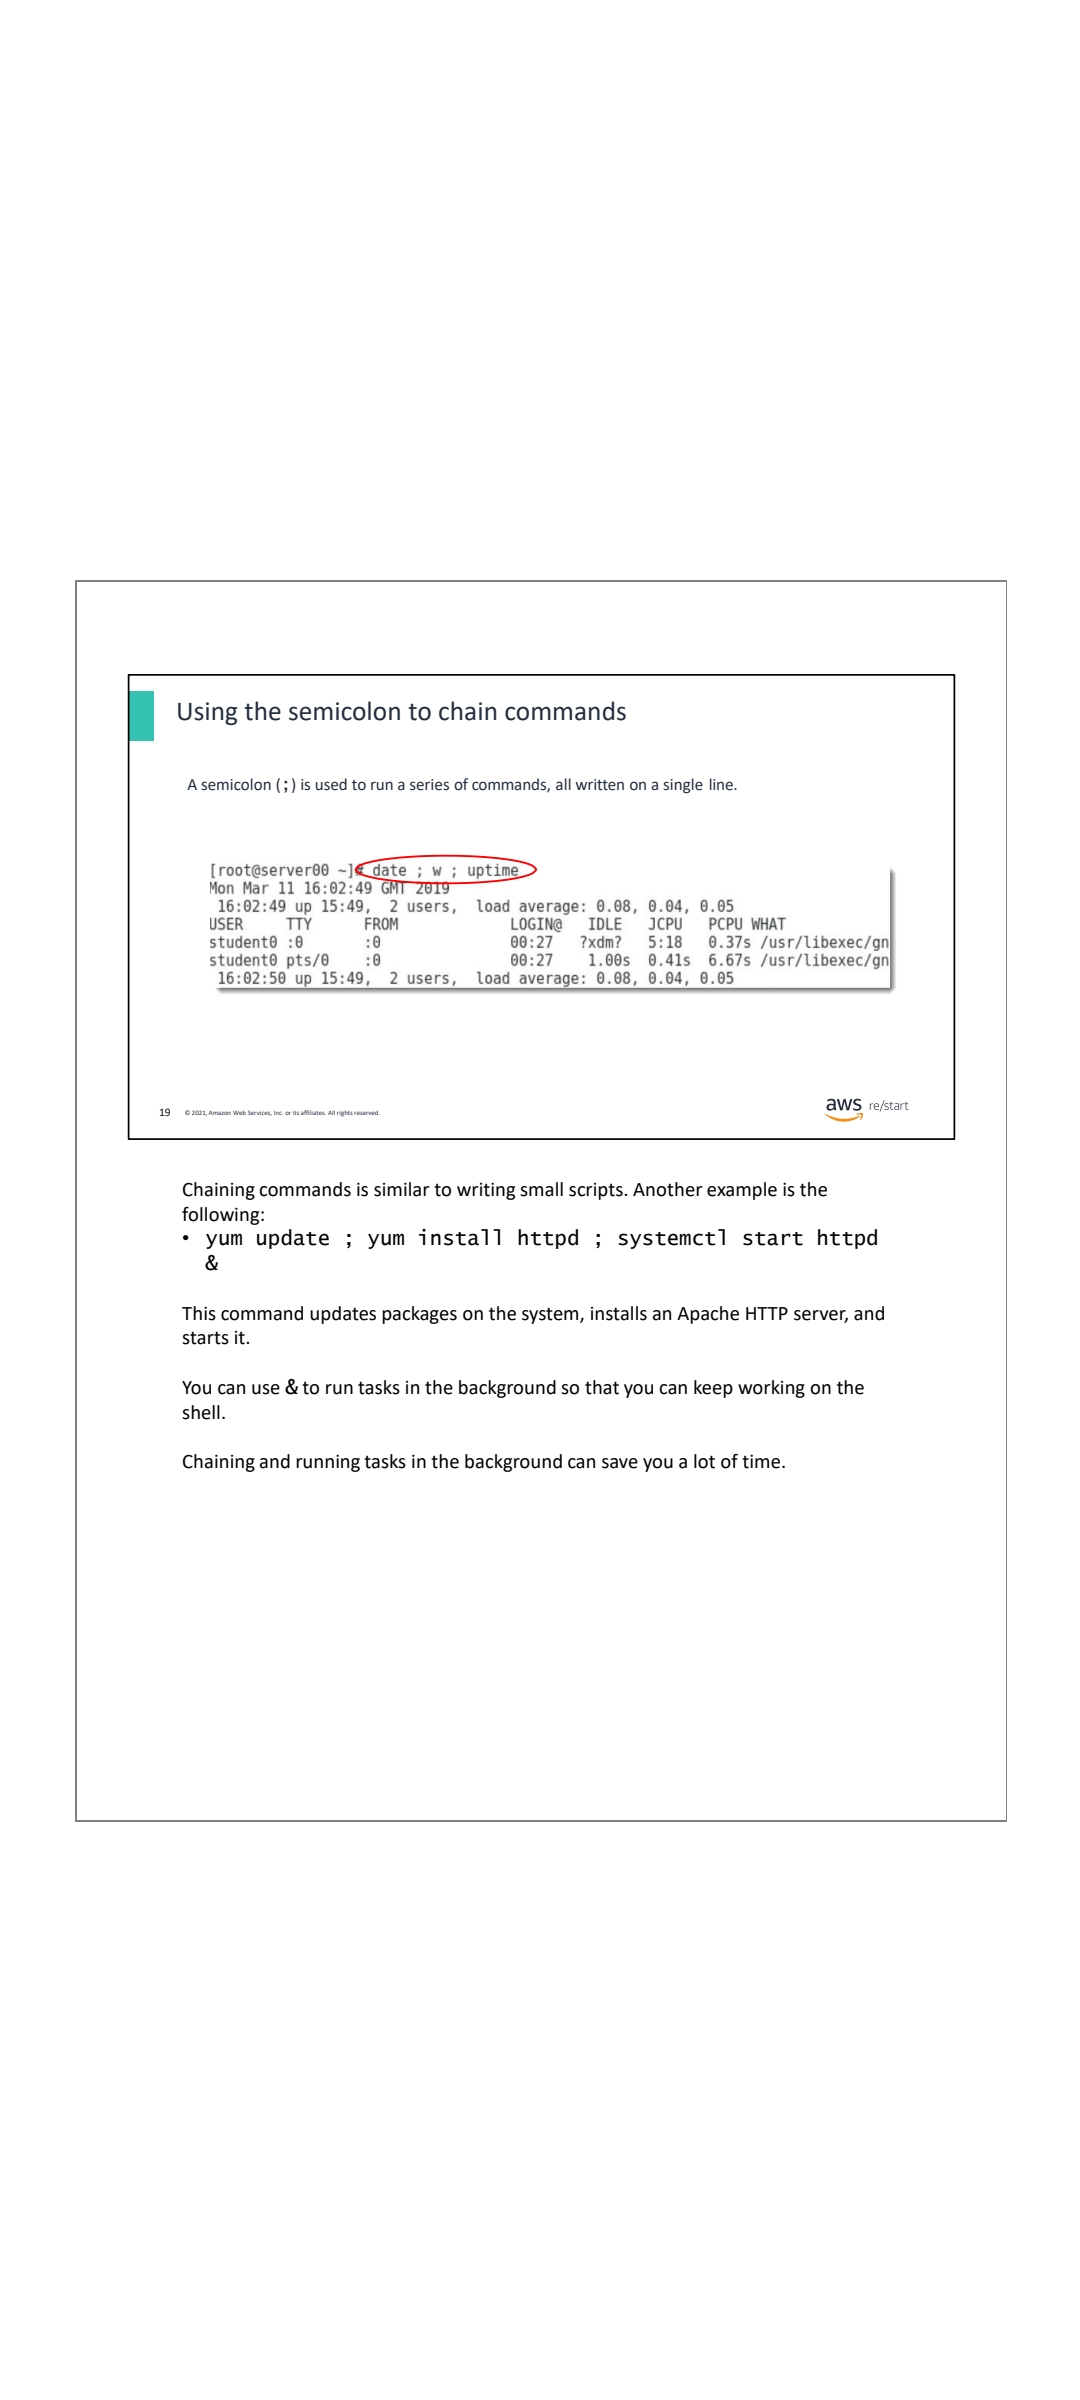 Using the semicolon to chain commands
A semicolon (;) is used to run a series of commands, all written on a single line.
[root@server00 ~]# date ; w ; uptime
Mon Mar 11 16:02:49 GMT 2019
 16:02:49 up 15:49,  2 users,  load average: 0.08, 0.04, 0.05
USER     TTY      FROM             LOGIN@   IDLE   JCPU   PCPU WHAT
student0 :0       :0               00:27   ?xdm?   5:18   0.37s /usr/libexec/gn
student0 pts/0    :0               00:27    1.00s  0.41s  6.67s /usr/libexec/gn
 16:02:50 up 15:49,  2 users,  load average: 0.08, 0.04, 0.05
19 © 2021, Amazon Web Services, Inc. or its affiliates. All rights reserved.
aws re/start
Chaining commands is similar to writing small scripts. Another example is the
following:
• yum update ; yum install httpd ; systemctl start httpd
&
This command updates packages on the system, installs an Apache HTTP server, and
starts it.
You can use & to run tasks in the background so that you can keep working on the
shell.
Chaining and running tasks in the background can save you a lot of time.